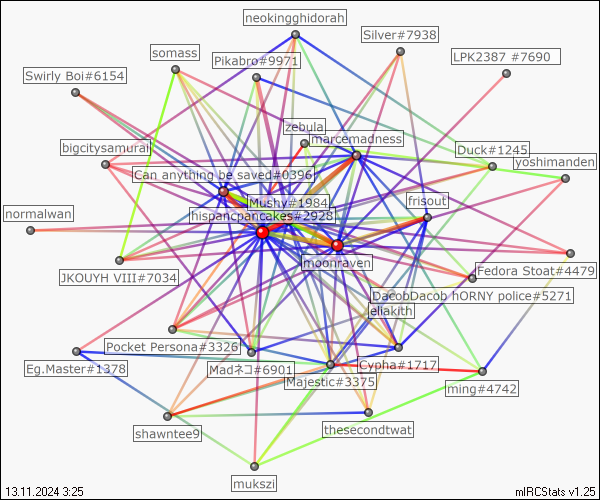 neokingghidorah
Silver#7938
somass
Pikabro#9971
LPK2387 #7690
Swirly Boi#6154
zebula
marcemadness
bigcitysamurai
Duck#1245
yoshimanden
Can anything be saved#0396
Mushy#1984
frisout
hispancpancakes#2928
normalwan
moonraven
JKOUYH VIII#7034
Fedora Stoat#4479
DacobDacob hORNY police#5271
leliakith
Pocket Persona#3326
Eg.Master#1378
Madネコ#6901
Cypha#1717
Majestic#3375
ming#4742
shawntee9
thesecondtwat
mukszi
13.11.2024 3:25
mIRCStats v1.25